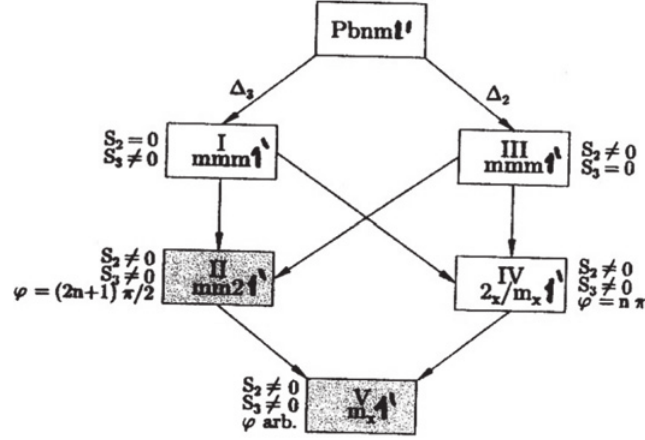 Pbnm1'
Δ₃
Δ₂
S₂ = 0
S₃ ≠ 0
I
mmm1'
III
mmm1'
S₂ ≠ 0
S₃ = 0
S₂ ≠ 0
S₃ ≠ 0
φ = (2n+1) π/2
II
mm21'
IV
2ₓ/mₓ1'
S₂ ≠ 0
S₃ ≠ 0
φ = n π
S₂ ≠ 0
S₃ ≠ 0
φ arb.
V
mₓ1'